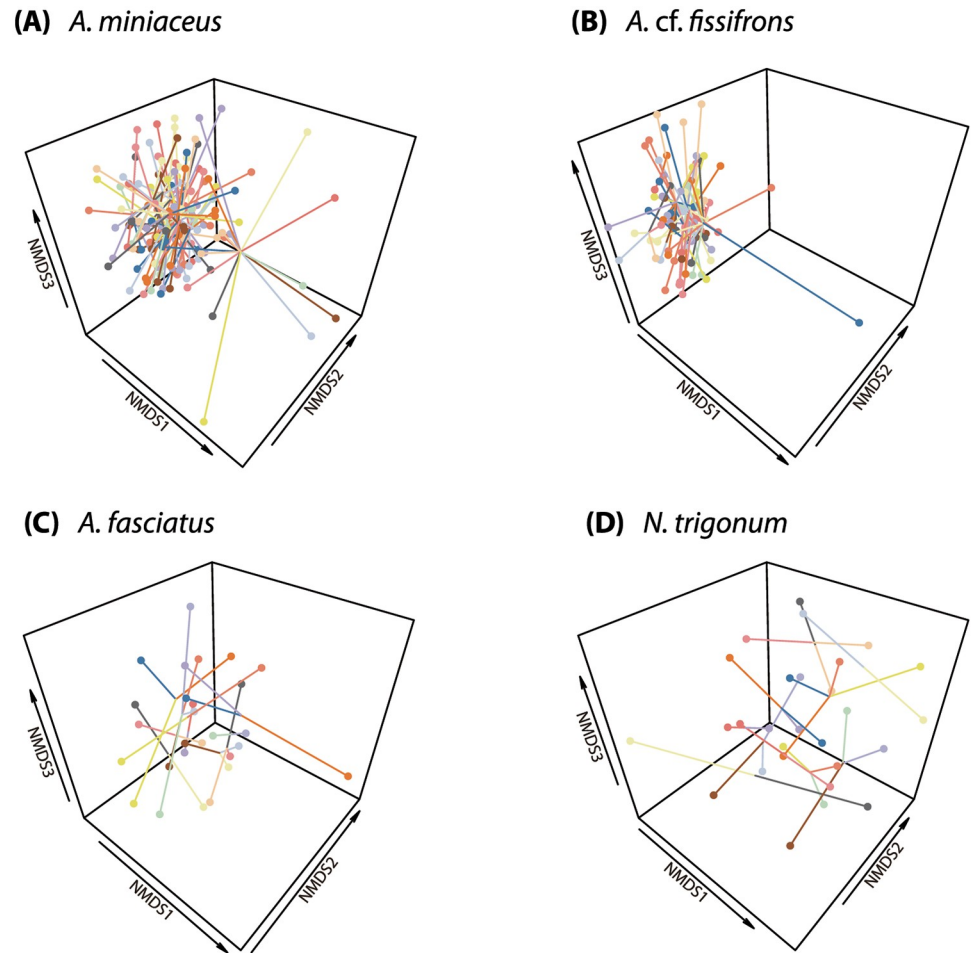 (A) A. miniaceus
(B) A. cf. fissifrons
NMDS3
NMDS1
NMDS2
NMDS3
NMDS1
NMDS2
(C) A. fasciatus
(D) N. trigonum
NMDS3
NMDS1
NMDS2
NMDS3
NMDS1
NMDS2